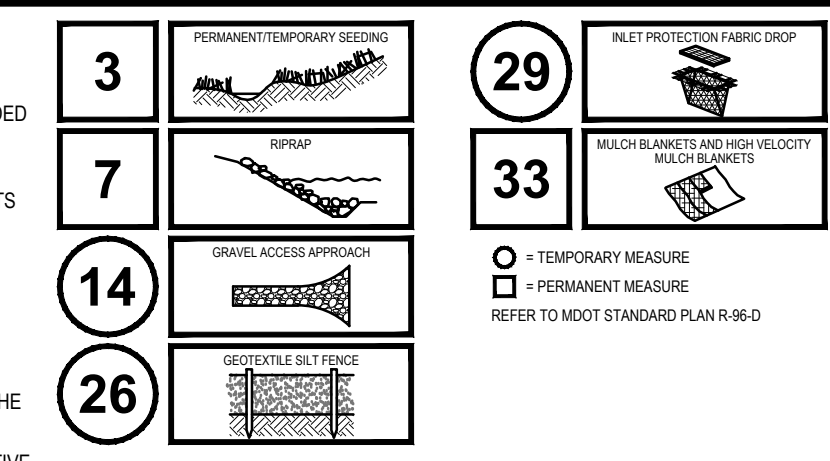 DED
TS
HE
TIVE
3
PERMANENT/TEMPORARY SEEDING
7
RIPRAP
14
GRAVEL ACCESS APPROACH
26
GEOTEXTILE SILT FENCE
29
INLET PROTECTION FABRIC DROP
33
MULCH BLANKETS AND HIGH VELOCITY
MULCH BLANKETS
= TEMPORARY MEASURE
= PERMANENT MEASURE
REFER TO MDOT STANDARD PLAN R-96-D